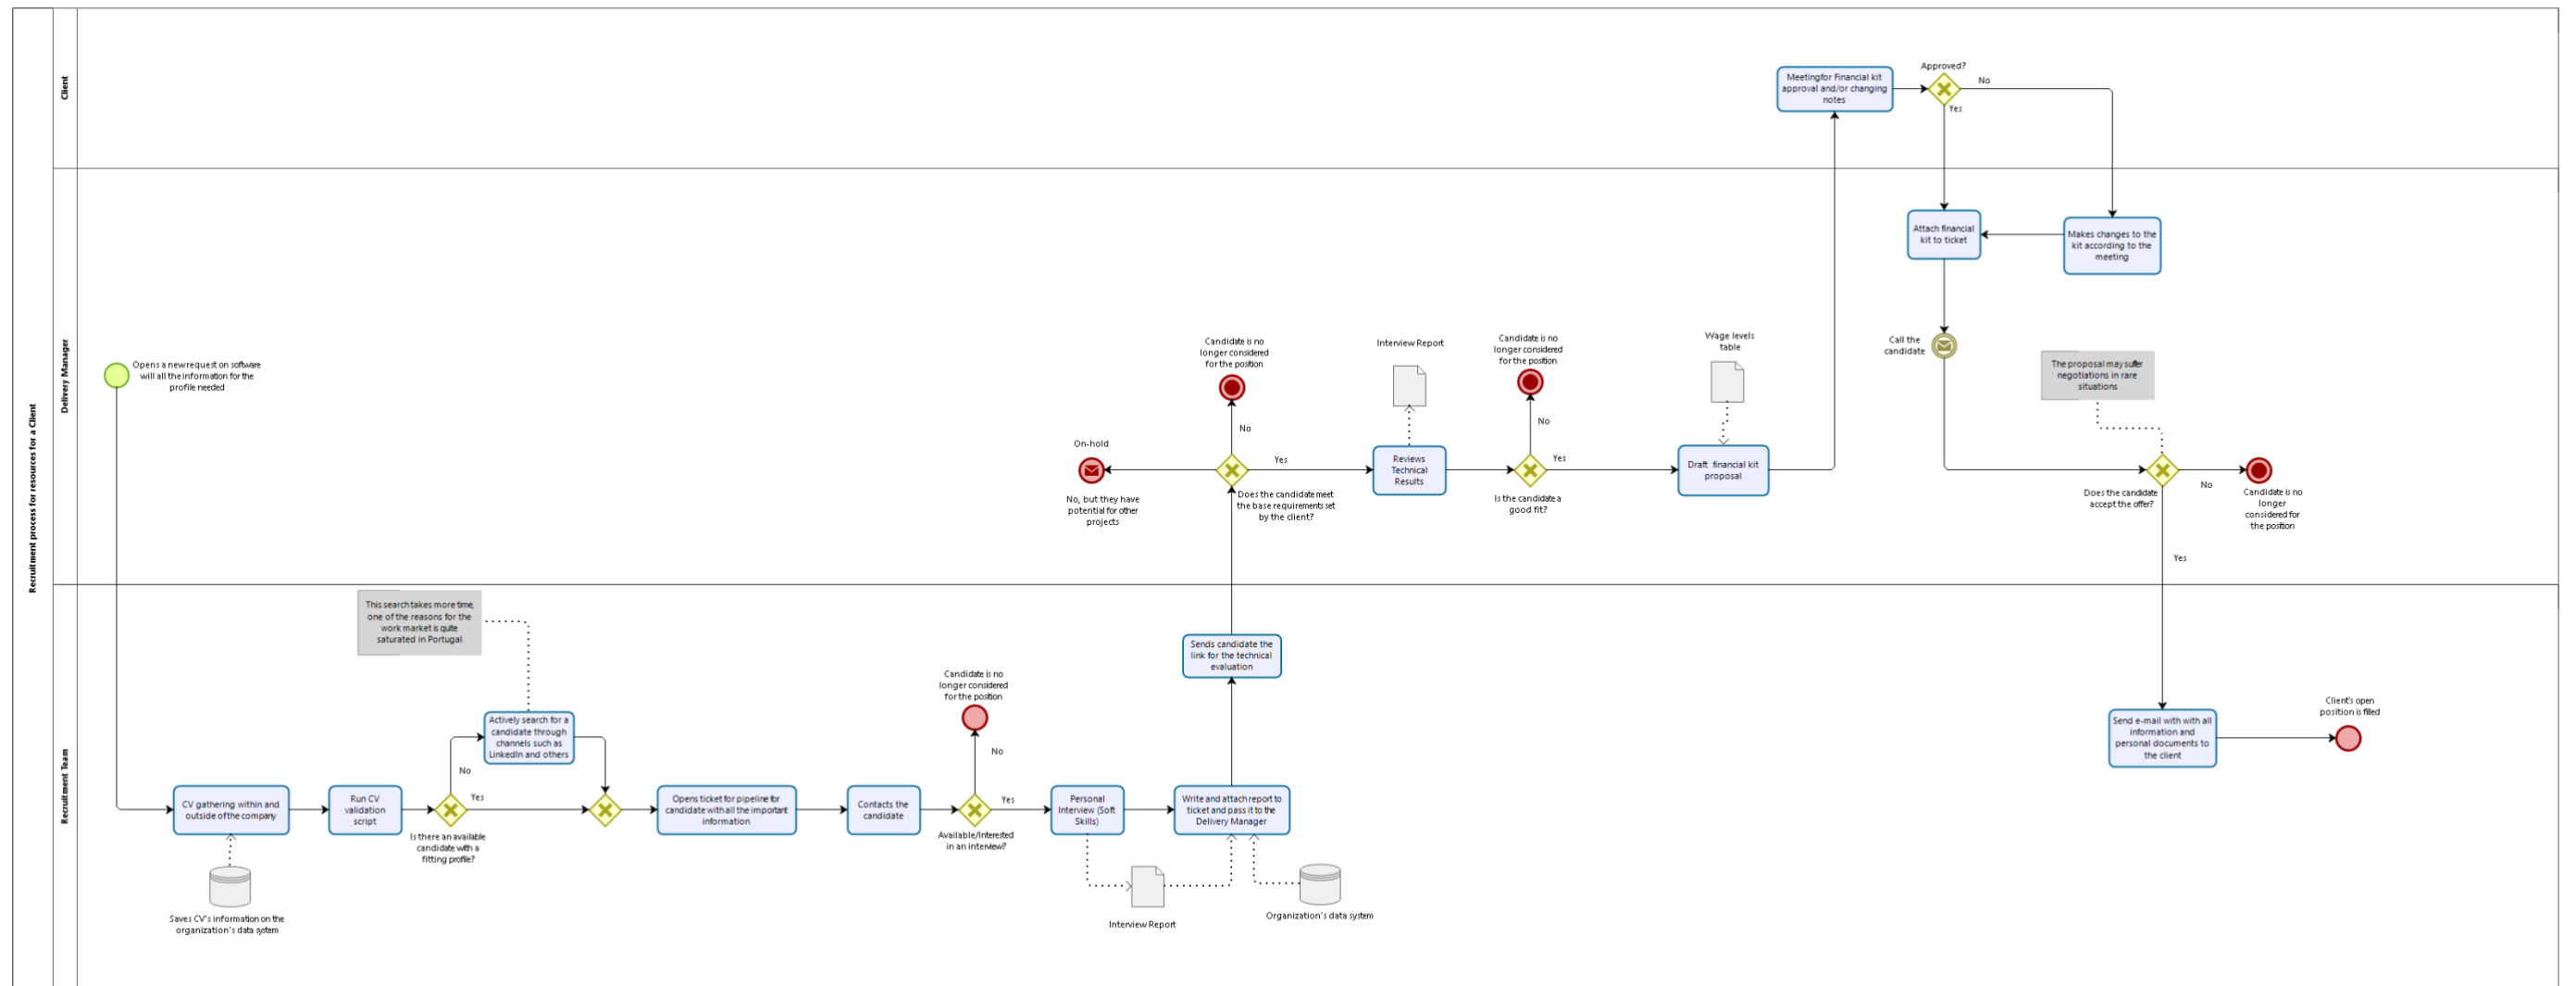 Recruitment process for resources for a Client
Client
Meetingfor Financial kit
approval and/or changing
notes
Approved?
No
Yes
Delivery Manager
Opens a new request on software
will all the information for the
profile needed
On-hold
No, but they have
potential for other
projects
Candidate is no
longer considered
for the position
No
Yes
Does the candidate meet
the base requirements set
by the client?
Interview Report
Reviews
Technical
Results
Candidate is no
longer considered
for the position
No
Yes
Is the candidate a
good fit?
Wage levels
table
Draft financial kit
proposal
Attach financial
kit to ticket
Makes changes to the
kit according to the
meeting
Call the
candidate
The proposal may suffer
negotiations in rare
situations
Does the candidate
accept the offer?
No
Candidate is no
longer
considered for
the position
Yes
Recruitment Team
This search takes more time,
one of the reasons for the
work market is quite
saturated in Portugal
CV gathering within and
outside of the company
Saves CV's information on the
organization's data system
Run CV
validation
script
Is there an available
candidate with a
fitting profile?
No
Yes
Actively search for a
candidate through
channels such as
LinkedIn and others
Opens ticket for pipeline for
candidate with all the important
information
Contacts the
candidate
Candidate is no
longer considered
for the position
No
Yes
Available/Interested
in an interview?
Personal
Interview (Soft
Skills)
Interview Report
Write and attach report to
ticket and pass it to the
Delivery Manager
Organization's data system
Sends candidate the
link for the technical
evaluation
Send e-mail with with all
information and
personal documents to
the client
Client's open
position is filled